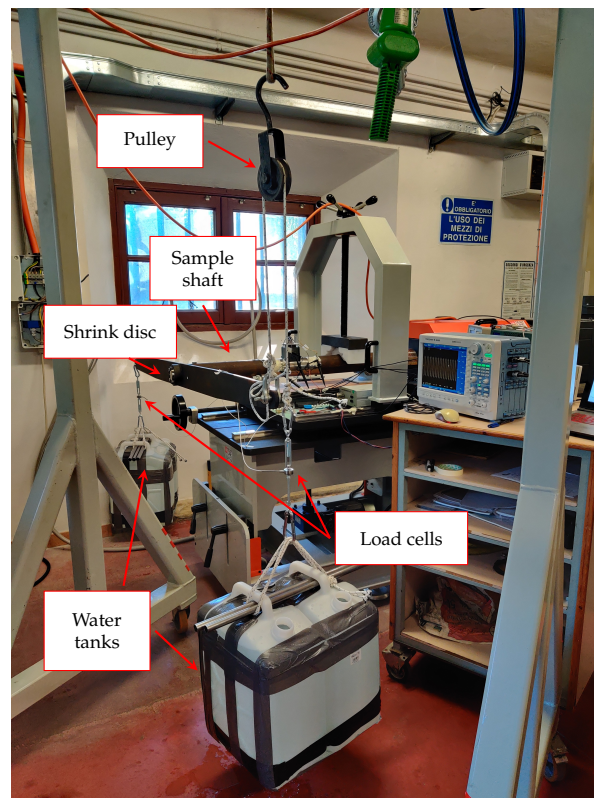 Pulley
E'
OBBLIGATORIO
L'USO DEI
MEZZI DI
PROTEZIONE
Sample
shaft
Shrink disc
Load cells
Water
tanks